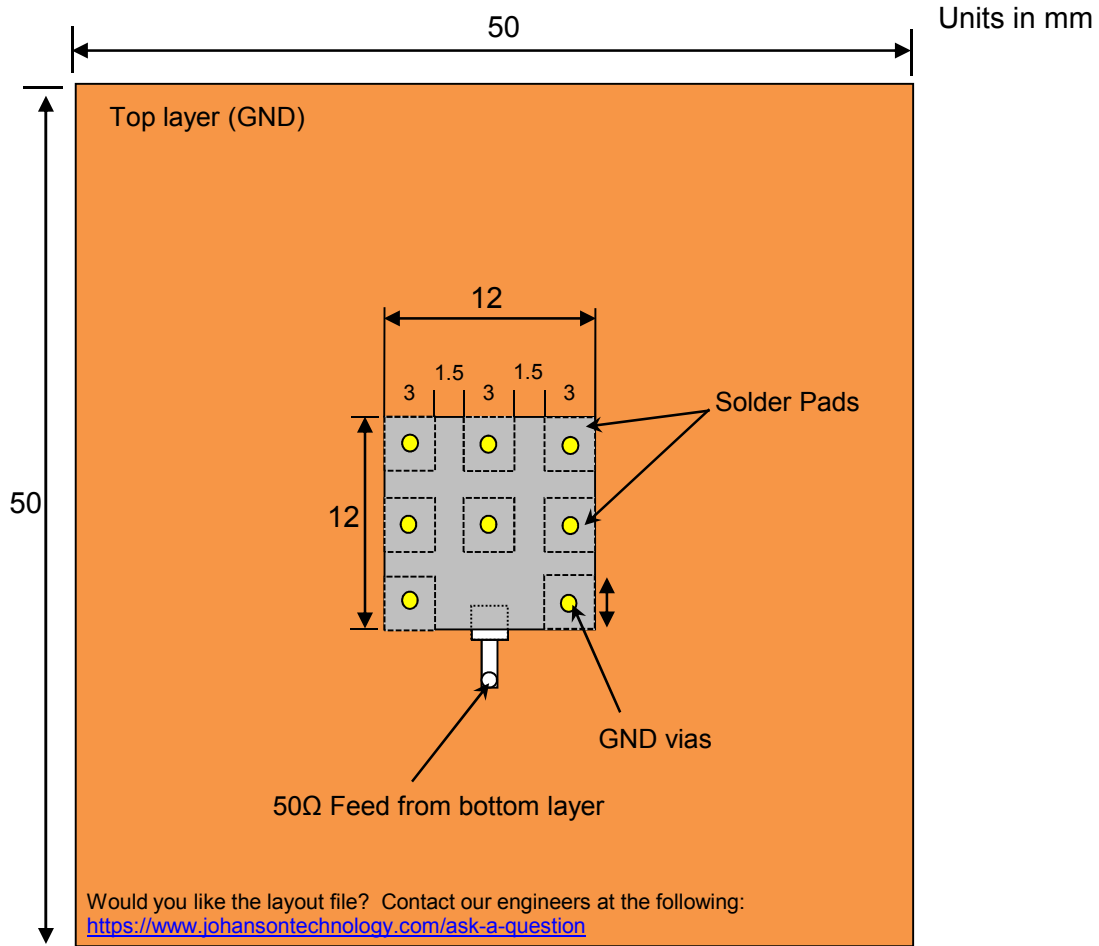 Units in mm
50
Top layer (GND)
12
3 1.5 3 1.5 3
Solder Pads
50
12
GND vias
50Ω Feed from bottom layer
Would you like the layout file? Contact our engineers at the following:
https://www.johansontechnology.com/ask-a-question